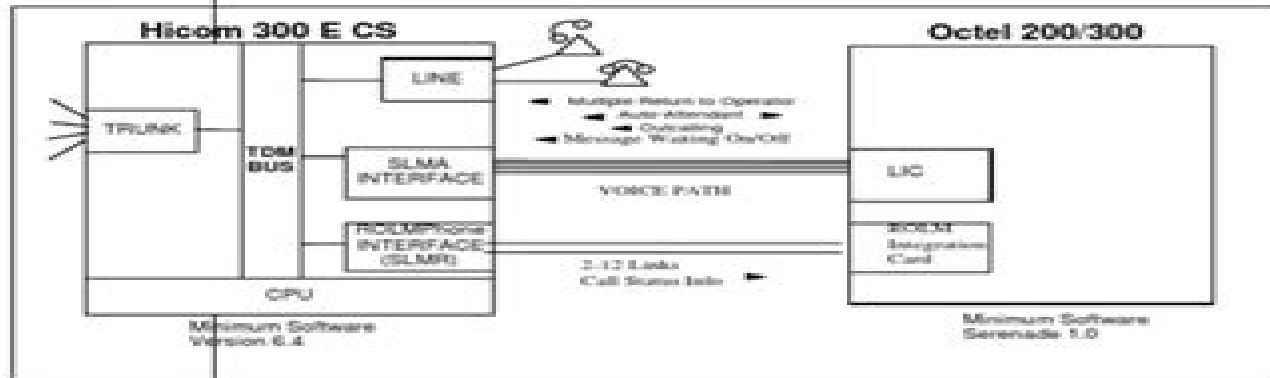 Hicom 300 E CS
Octel 200/300
LINE
Multiple Return to Operator
Auto Attendant
Outcalling
Message Waiting On/Off
TRUNK
TDM
BUS
SLMA
INTERFACE
LIC
VOICE PATH
ROLMPhone
INTERFACE
(SLMR)
ROLM
Integration
Card
2-12 Links
Call Status Info
CPU
Minimum Software
Version 6.4
Minimum Software
Serenade 1.0